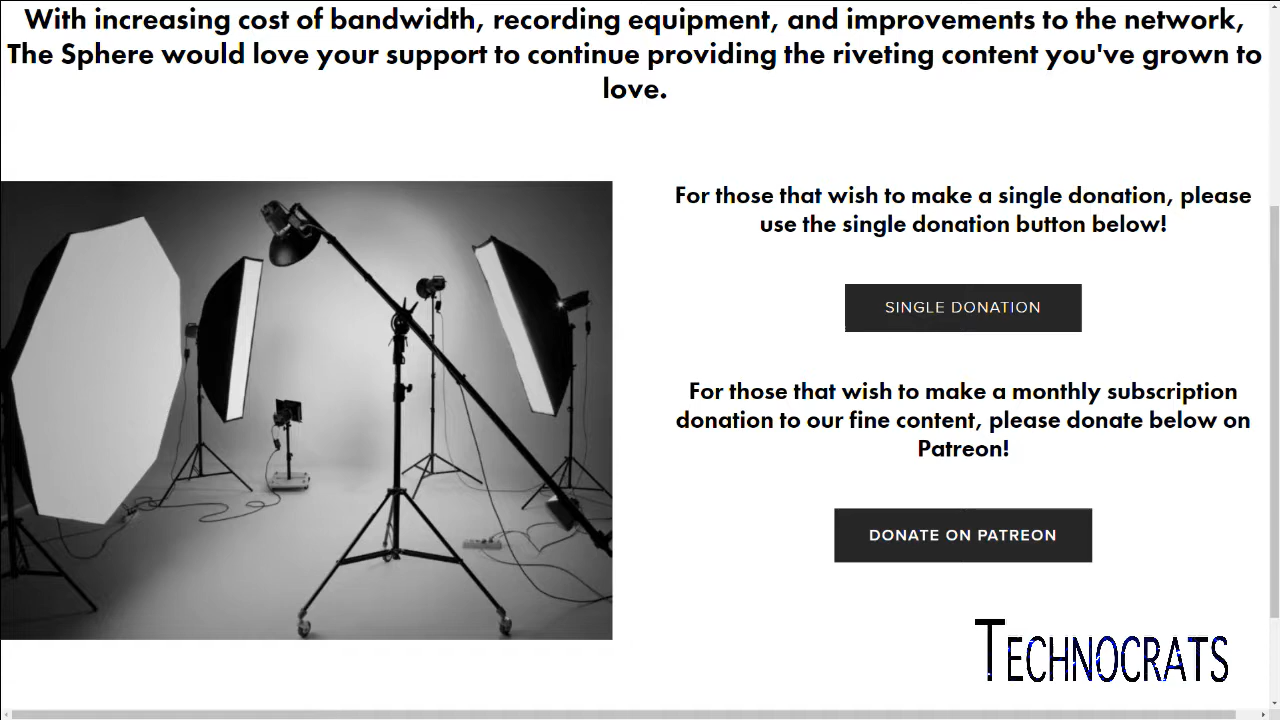 With increasing cost of bandwidth, recording equipment, and improvements to the network,
The Sphere would love your support to continue providing the riveting content you've grown to
love.
For those that wish to make a single donation, please
use the single donation button below!
SINGLE DONATION
For those that wish to make a monthly subscription
donation to our fine content, please donate below on
Patreon!
DONATE ON PATREON
TECHNOCRATS